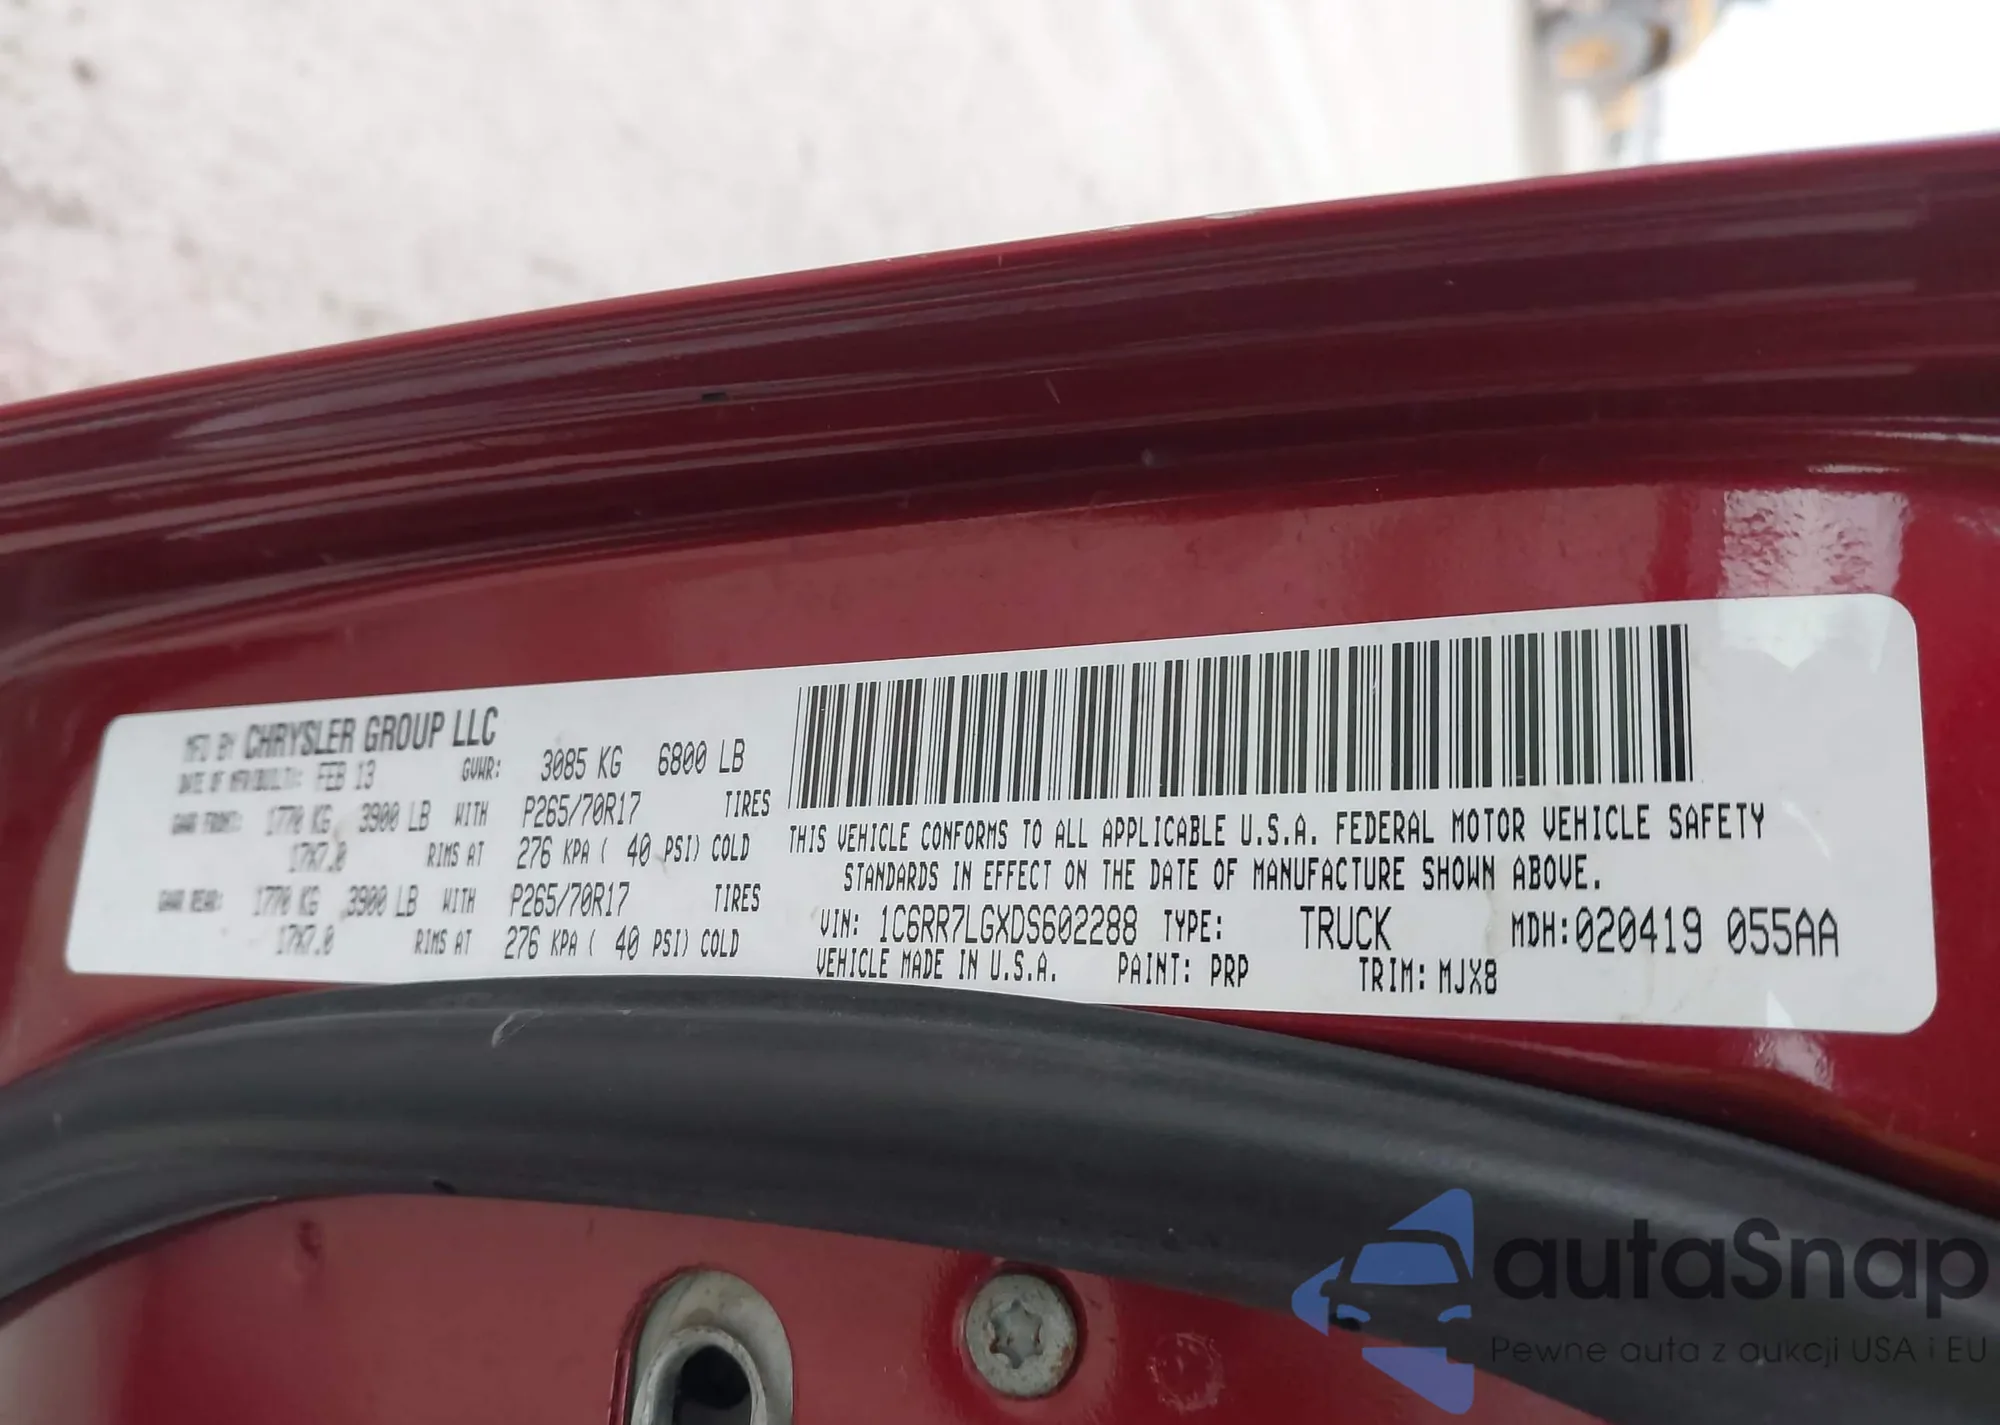 MFD BY CHRYSLER GROUP LLC
DATE OF MFR(BUILT): FEB 13 GVWR: 3085 KG 6800 LB
GAWR FRONT: 1770 KG 3900 LB WITH P265/70R17 TIRES
17X7.0 RIMS AT 276 KPA ( 40 PSI) COLD
GAWR REAR: 1770 KG 3900 LB WITH P265/70R17 TIRES
17X7.0 RIMS AT 276 KPA ( 40 PSI) COLD
THIS VEHICLE CONFORMS TO ALL APPLICABLE U.S.A. FEDERAL MOTOR VEHICLE SAFETY
STANDARDS IN EFFECT ON THE DATE OF MANUFACTURE SHOWN ABOVE.
VIN: 1C6RR7LGXDS602288 TYPE: TRUCK MDH:020419 055AA
VEHICLE MADE IN U.S.A. PAINT: PRP TRIM: MJX8
autaSnap
Pewne auta z aukcji USA i EU